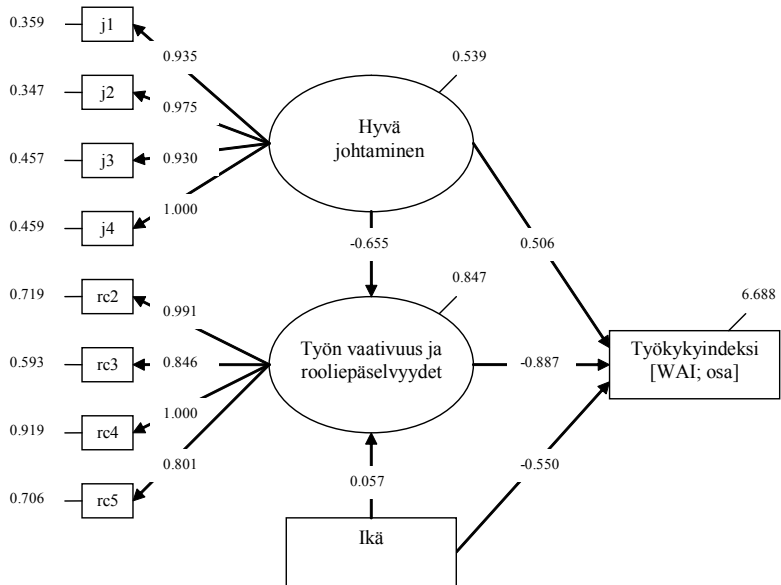 0.359
j1
0.935
0.347
j2
0.975
0.457
j3
0.930
0.459
j4
1.000
0.539
Hyvä
johtaminen
-0.655
0.506
0.719
rc2
0.991
0.593
rc3
0.846
0.919
rc4
1.000
0.706
rc5
0.801
0.847
Työn vaativuus ja
rooliepäselvyydet
-0.887
6.688
Työkykyindeksi
[WAI; osa]
0.057
-0.550
Ikä